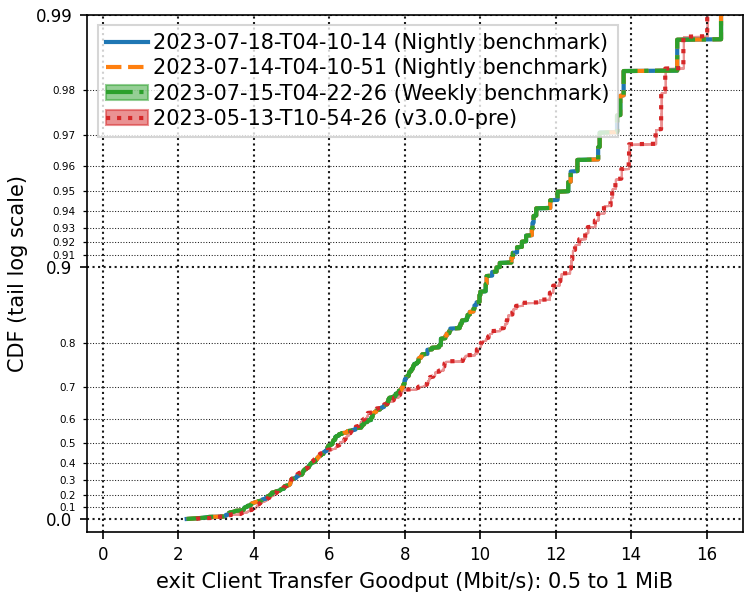 0.99
2023-07-18-T04-10-14 (Nightly benchmark)
2023-07-14-T04-10-51 (Nightly benchmark)
2023-07-15-T04-22-26 (Weekly benchmark)
2023-05-13-T10-54-26 (v3.0.0-pre)
0.98
0.97
0.96
0.95
0.94
0.93
0.92
0.91
0.9
0.8
0.7
0.6
0.5
0.4
0.3
0.2
0.1
0.0
CDF (tail log scale)
0 2 4 6 8 10 12 14 16
exit Client Transfer Goodput (Mbit/s): 0.5 to 1 MiB